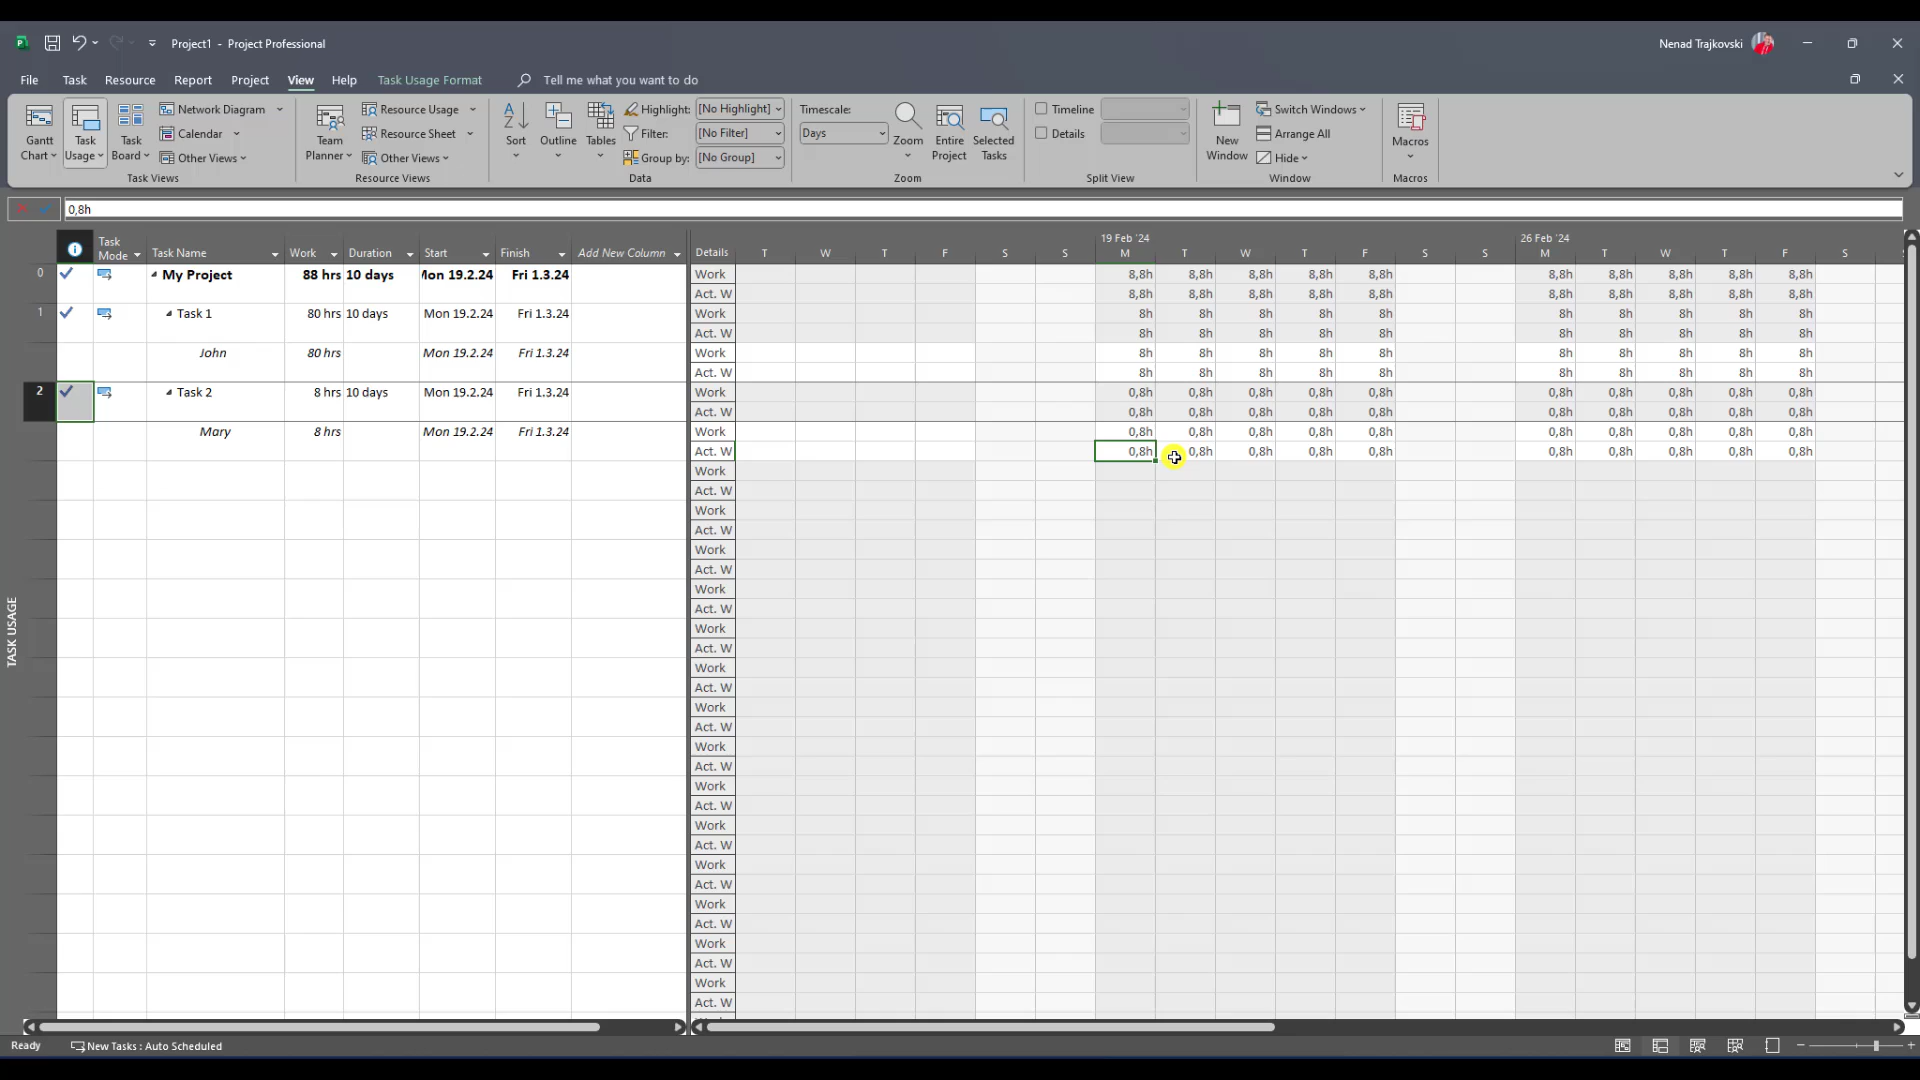 Project1 - Project Professional
Nenad Trajkovski
File Task Resource Report Project View Help Task Usage Format Tell me what you want to do
Gantt Chart
Task Usage
Task Board
Network Diagram
Calendar
Other Views
Task Views
Team Planner
Resource Usage
Resource Sheet
Other Views
Resource Views
Sort
Outline
Tables
Highlight: [No Highlight]
Filter: [No Filter]
Group by: [No Group]
Data
Timescale:
Days
Zoom
Entire Project
Selected Tasks
Zoom
Timeline
Details
Split View
New Window
Switch Windows
Arrange All
Hide
Window
Macros
Macros
0,8h
Task Mode Task Name Work Duration Start Finish Add New Column
Details T W T F S S M T W T F S S M T W T F S
19 Feb '24 26 Feb '24
0 My Project 88 hrs 10 days Mon 19.2.24 Fri 1.3.24
Work 8,8h 8,8h 8,8h 8,8h 8,8h 8,8h 8,8h 8,8h 8,8h 8,8h
Act. W 8,8h 8,8h 8,8h 8,8h 8,8h 8,8h 8,8h 8,8h 8,8h 8,8h
1 Task 1 80 hrs 10 days Mon 19.2.24 Fri 1.3.24
Work 8h 8h 8h 8h 8h 8h 8h 8h 8h 8h
Act. W 8h 8h 8h 8h 8h 8h 8h 8h 8h 8h
John 80 hrs Mon 19.2.24 Fri 1.3.24
Work 8h 8h 8h 8h 8h 8h 8h 8h 8h 8h
Act. W 8h 8h 8h 8h 8h 8h 8h 8h 8h 8h
2 Task 2 8 hrs 10 days Mon 19.2.24 Fri 1.3.24
Work 0,8h 0,8h 0,8h 0,8h 0,8h 0,8h 0,8h 0,8h 0,8h 0,8h
Act. W 0,8h 0,8h 0,8h 0,8h 0,8h 0,8h 0,8h 0,8h 0,8h 0,8h
Mary 8 hrs Mon 19.2.24 Fri 1.3.24
Work 0,8h 0,8h 0,8h 0,8h 0,8h 0,8h 0,8h 0,8h 0,8h 0,8h
Act. W 0,8h 0,8h 0,8h 0,8h 0,8h 0,8h 0,8h 0,8h 0,8h 0,8h
Work
Act. W
Work
Act. W
Work
Act. W
Work
Act. W
Work
Act. W
Work
Act. W
Work
Act. W
Work
Act. W
Work
Act. W
Work
Act. W
Work
Act. W
Work
Act. W
Work
Act. W
Work
Act. W
TASK USAGE
Ready New Tasks : Auto Scheduled